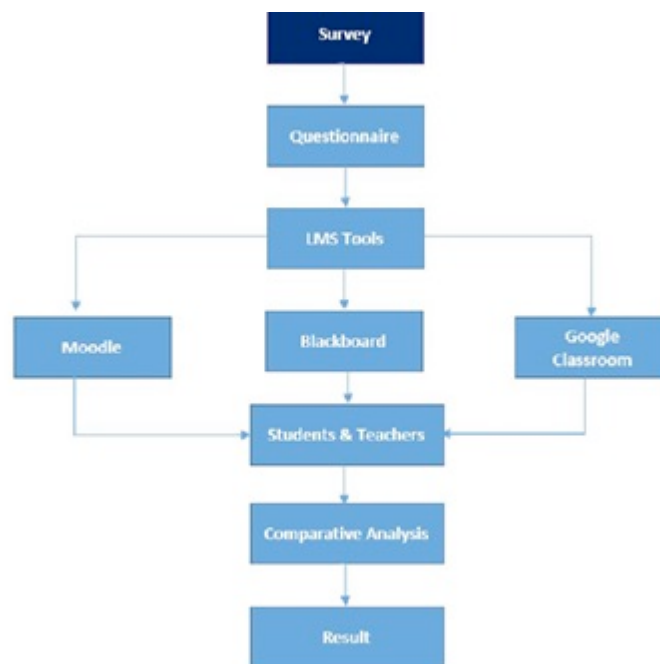 Survey
Questionnaire
LMS Tools
Moodle
Blackboard
Google
Classroom
Students & Teachers
Comparative Analysis
Result